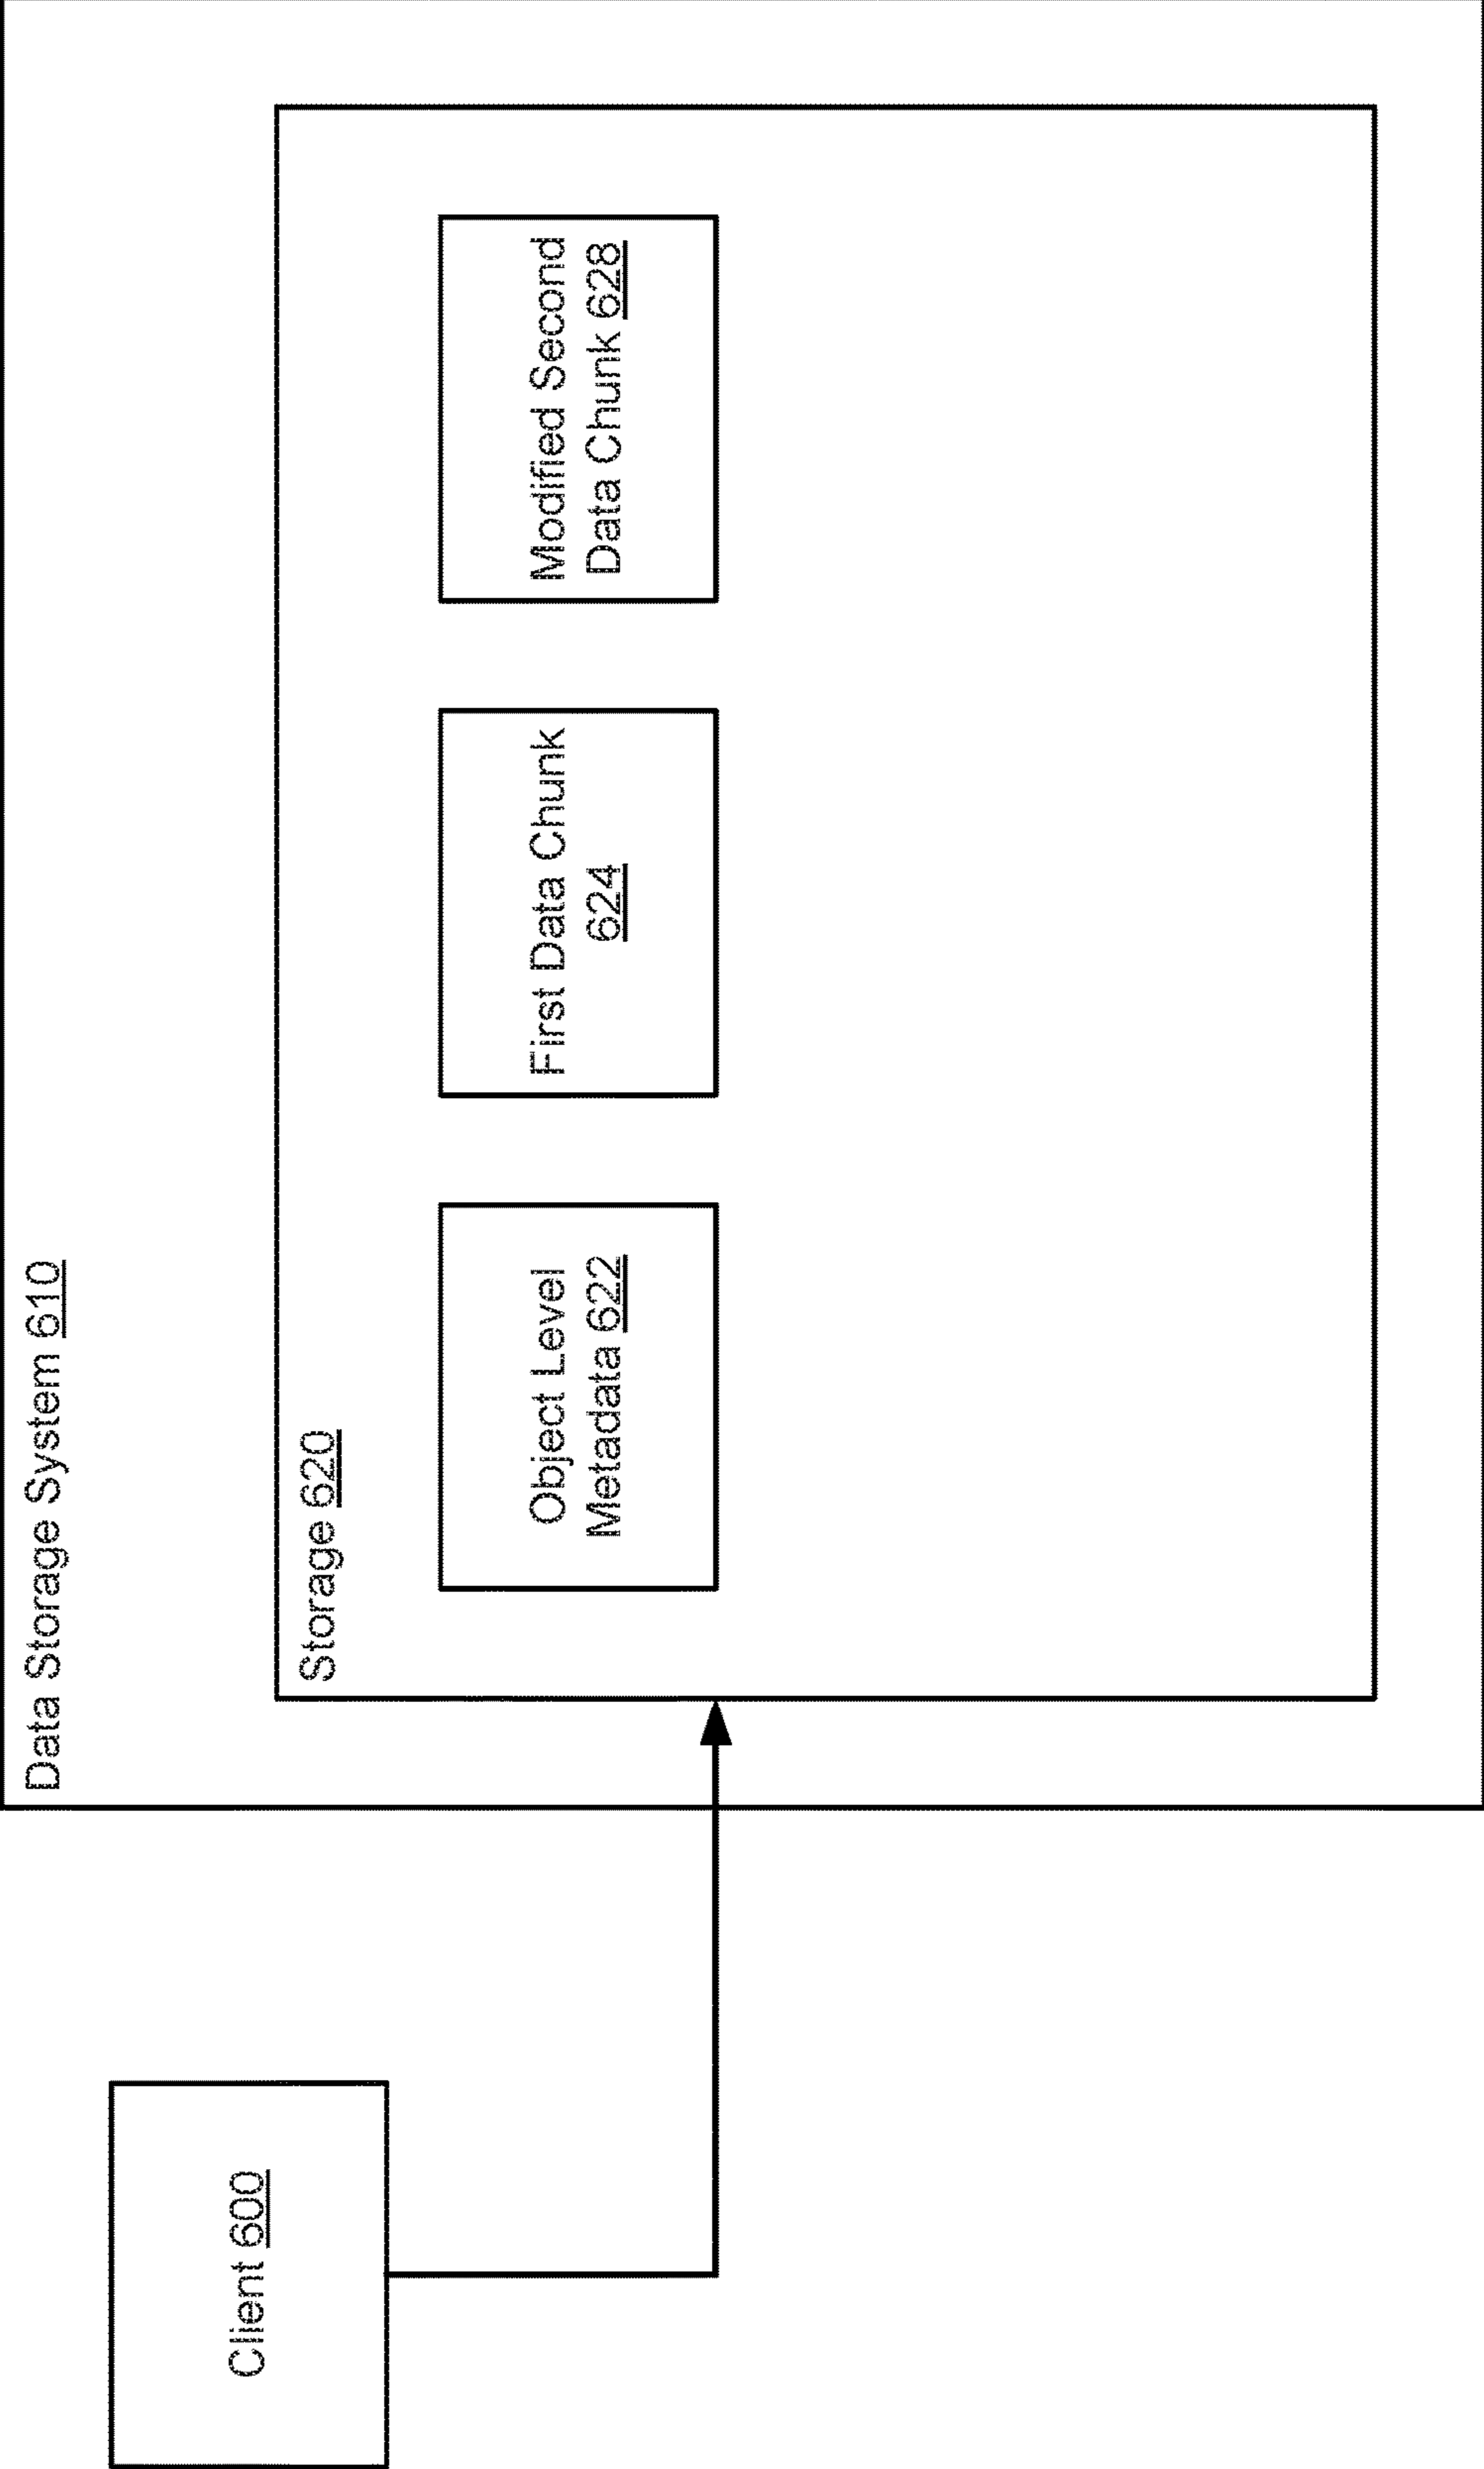 Data Storage System 610
Client 600
Storage 620
Object Level
Metadata 622
First Data Chunk
624
Modified Second
Data Chunk 628